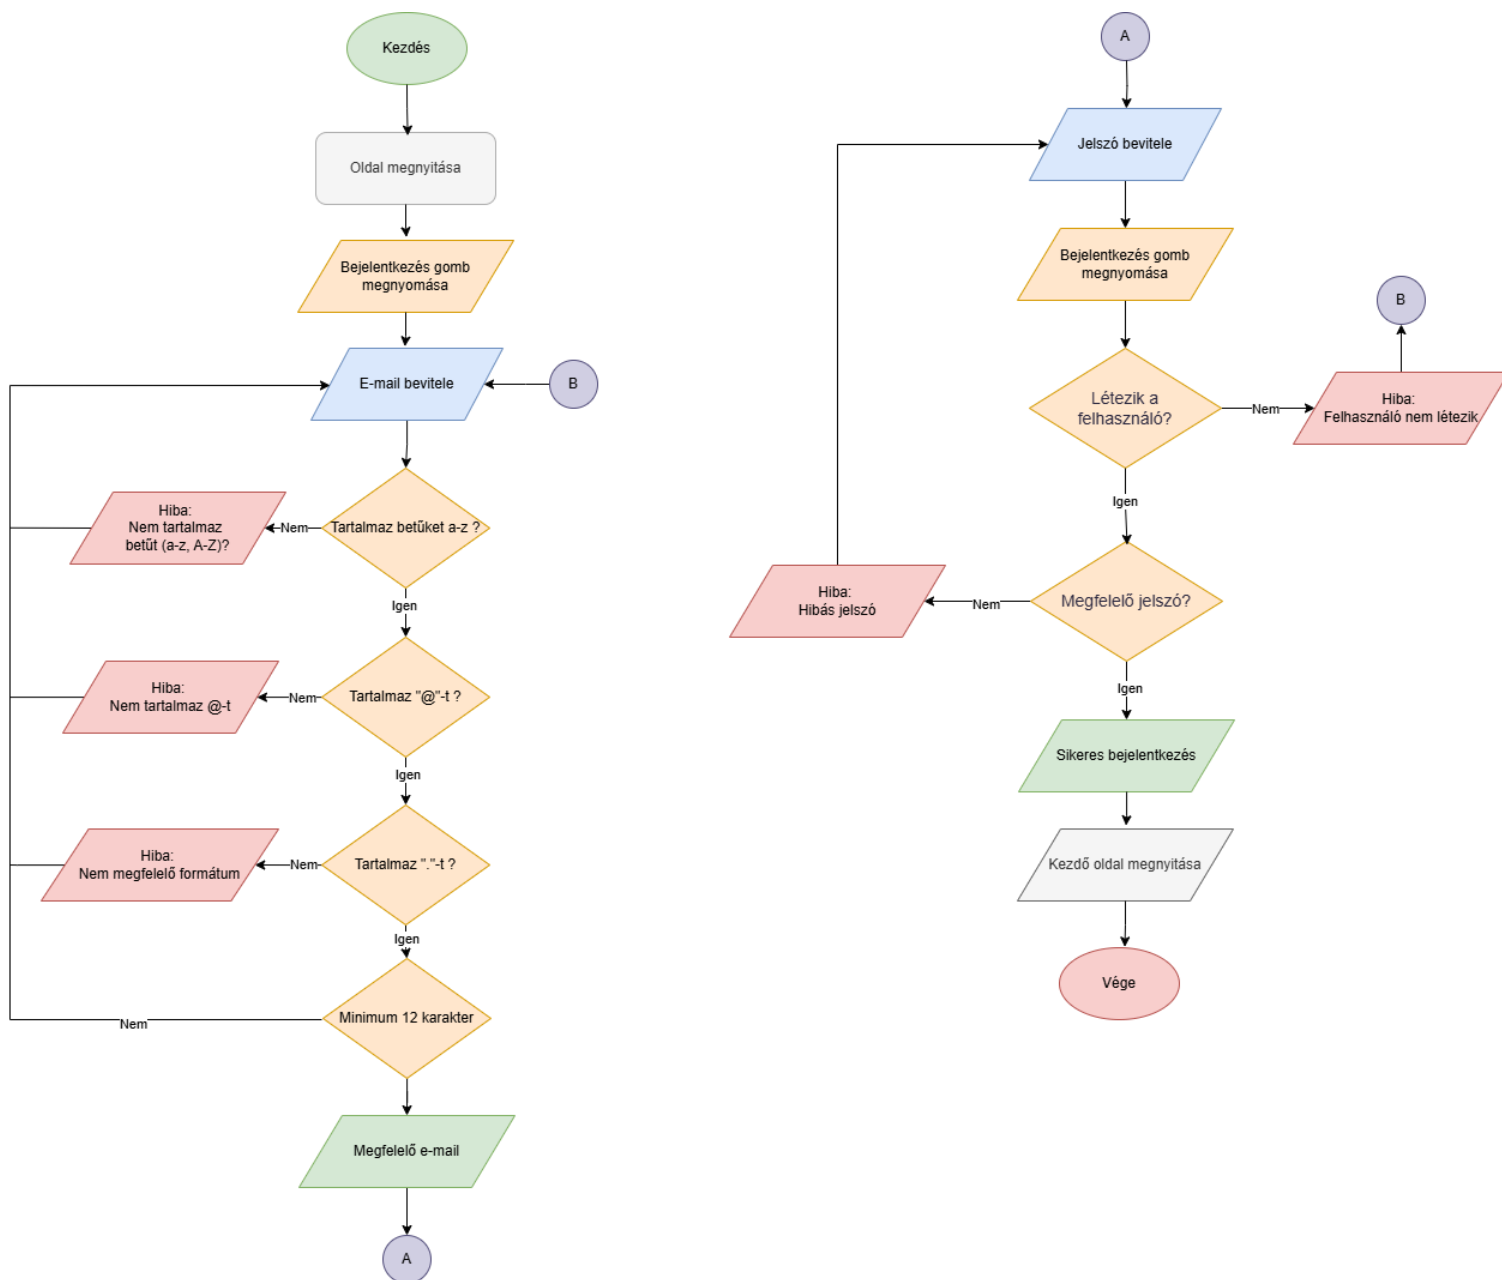 Kezdés
Oldal megnyitása
Bejelentkezés gomb
megnyomása
E-mail bevitele
B
Tartalmaz betűket a-z ?
Nem
Hiba:
Nem tartalmaz
betűt (a-z, A-Z)?
Igen
Tartalmaz "@"-t ?
Nem
Hiba:
Nem tartalmaz @-t
Igen
Tartalmaz "."-t ?
Nem
Hiba:
Nem megfelelő formátum
Igen
Minimum 12 karakter
Nem
Megfelelő e-mail
A
A
Jelszó bevitele
Bejelentkezés gomb
megnyomása
Létezik a
felhasználó?
Nem
Hiba:
Felhasználó nem létezik
B
Igen
Megfelelő jelszó?
Nem
Hiba:
Hibás jelszó
Igen
Sikeres bejelentkezés
Kezdő oldal megnyitása
Vége